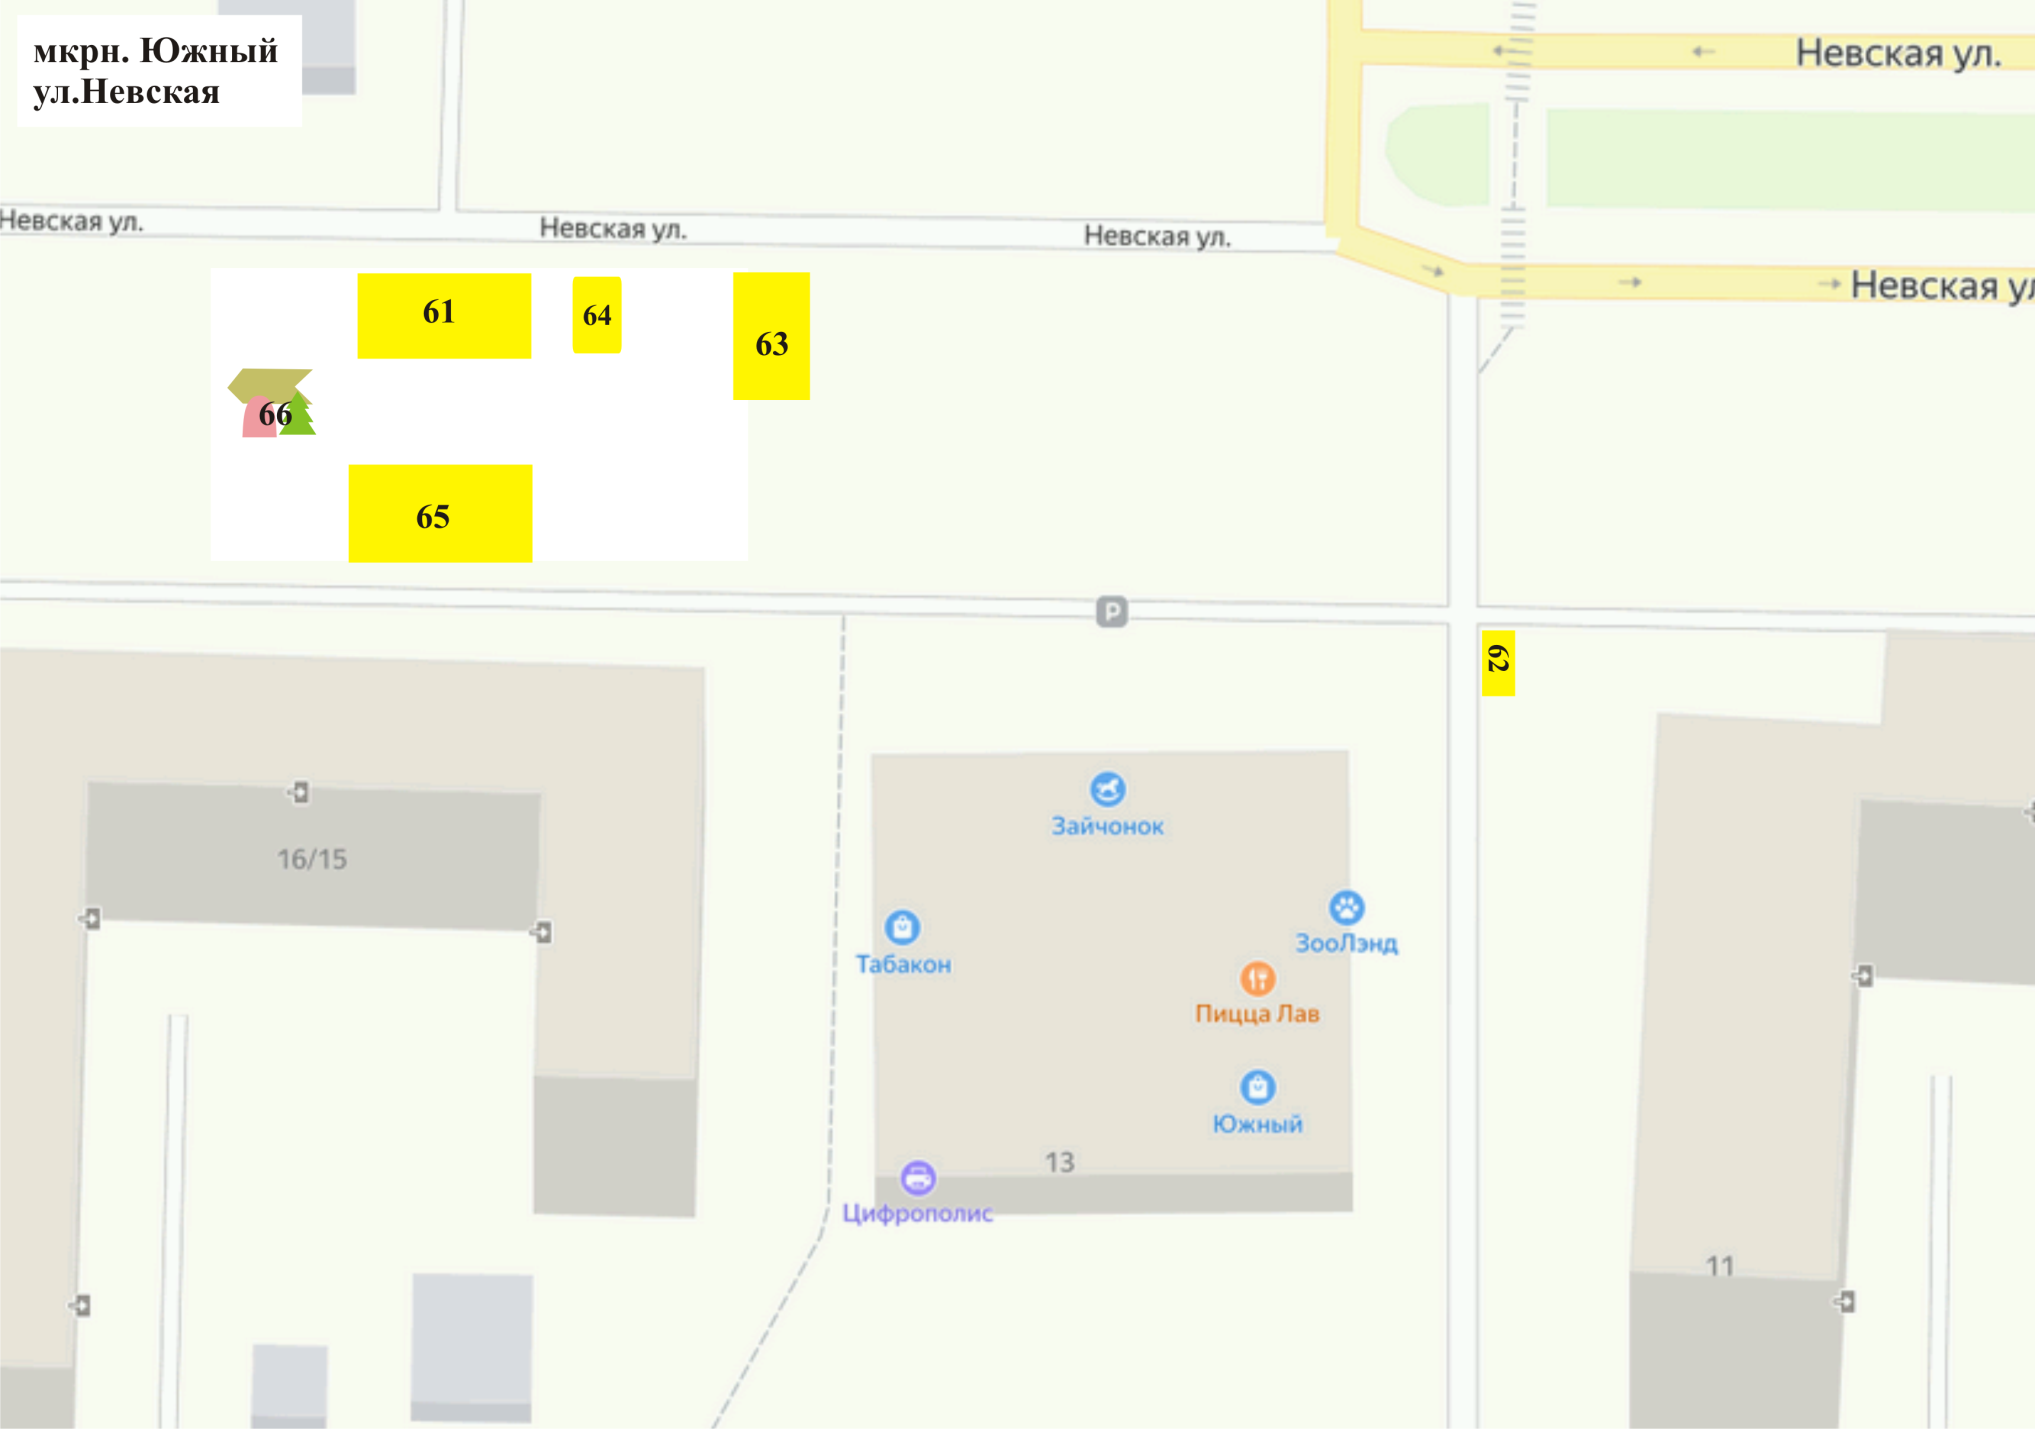 мкрн. Южный
ул.Невская
Невская ул.
Невская ул.
Невская ул.
Невская ул.
Невская ул
61
64
63
66
65
P
62
16/15
Зайчонок
ЗооЛэнд
Табакон
Пицца Лав
Южный
13
Цифрополис
11